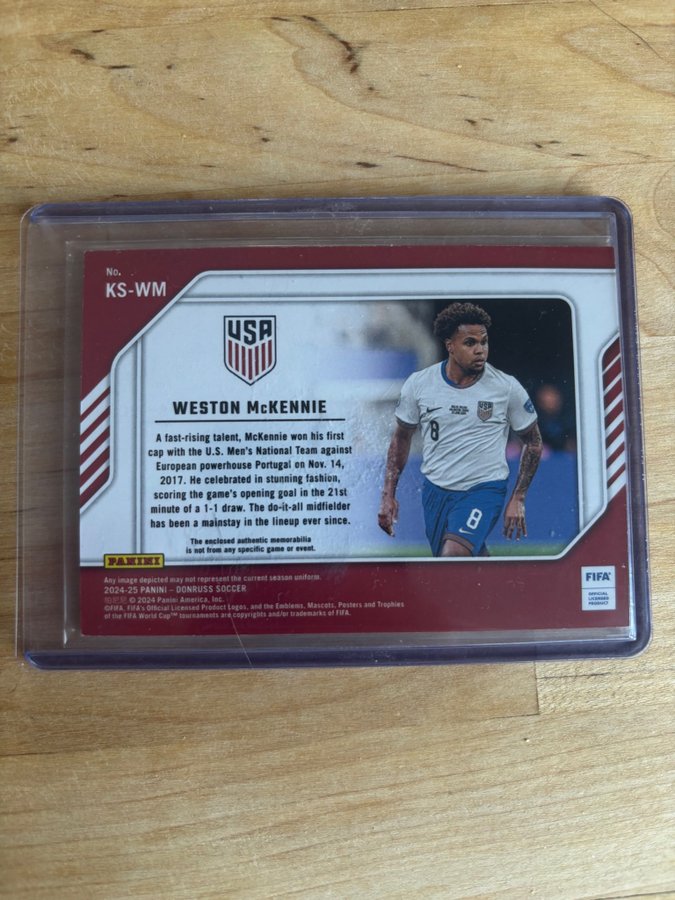 No.
KS-WM
USA
WESTON McKENNIE
A fast-rising talent, McKennie won his first
cap with the U.S. Men's National Team against
European powerhouse Portugal on Nov. 14,
2017. He celebrated in stunning fashion,
scoring the game's opening goal in the 21st
minute of a 1-1 draw. The do-it-all midfielder
has been a mainstay in the lineup ever since.
The enclosed authentic memorabilia
is not from any specific game or event.
8
8
PANINI
Any image depicted may not represent the current season uniform.
2024-25 PANINI – DONRUSS SOCCER
© 2024 Panini America, Inc.
©FIFA, FIFA's Official Licensed Product Logos, and the Emblems, Mascots, Posters and Trophies
of the FIFA World Cup™ tournaments are copyrights and/or trademarks of FIFA.
FIFA®
OFFICIAL
LICENSED
PRODUCT